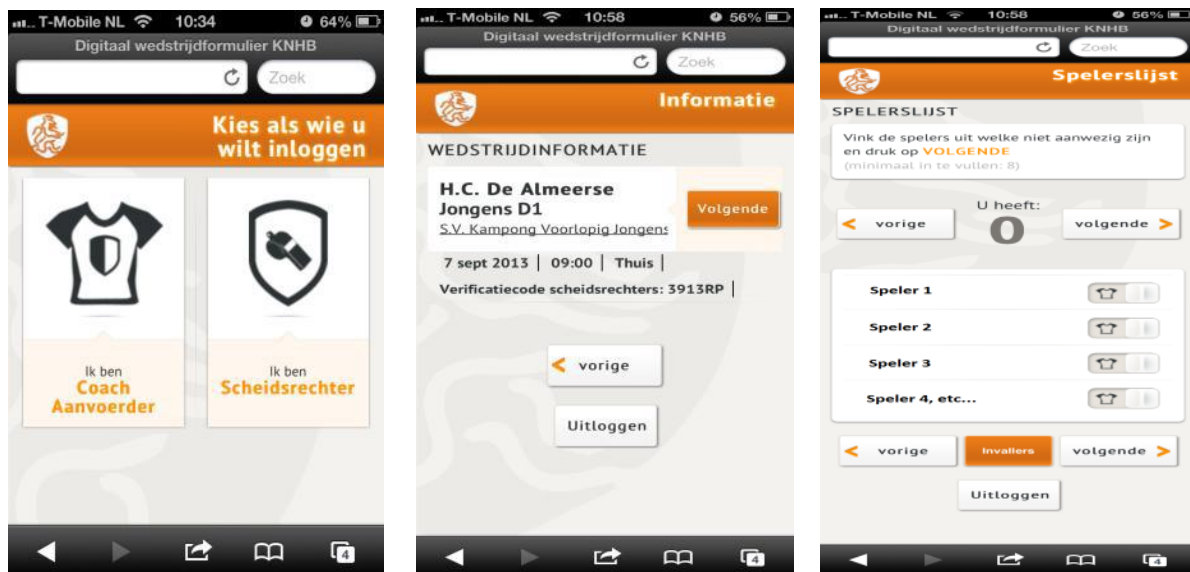 T-Mobile NL 10:34 64%
Digitaal wedstrijdformulier KNHB
Zoek
Kies als wie u
wilt inloggen
Ik ben
Coach
Aanvoerder
Ik ben
Scheidsrechter
4
T-Mobile NL 10:58 56%
Digitaal wedstrijdformulier KNHB
Zoek
Informatie
WEDSTRIJDINFORMATIE
H.C. De Almeerse
Jongens D1
S.V. Kampong Voorlopig Jongens
Volgende
7 sept 2013 | 09:00 | Thuis |
Verificatiecode scheidsrechters: 3913RP |
< vorige
Uitloggen
4
T-Mobile NL 10:58 56%
Digitaal wedstrijdformulier KNHB
Zoek
Spelerslijst
SPELERSLIJST
Vink de spelers uit welke niet aanwezig zijn
en druk op VOLGENDE
(minimaal in te vullen: 8)
U heeft:
< vorige 0 volgende >
Speler 1
Speler 2
Speler 3
Speler 4, etc...
< vorige Invallers volgende >
Uitloggen
4